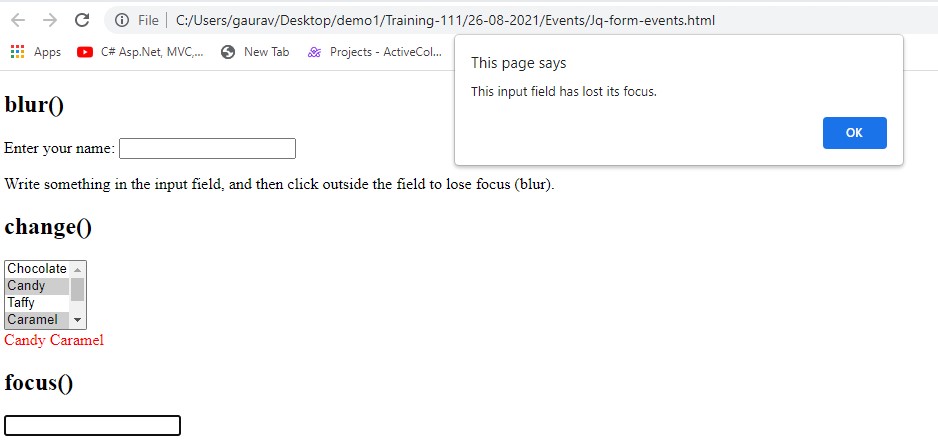 File | C:/Users/gaurav/Desktop/demo1/Training-111/26-08-2021/Events/Jq-form-events.html
Apps C# Asp.Net, MVC,... New Tab Projects - ActiveCol...
This page says
This input field has lost its focus.
OK
blur()
Enter your name:
Write something in the input field, and then click outside the field to lose focus (blur).
change()
Chocolate
Candy
Taffy
Caramel
Candy Caramel
focus()